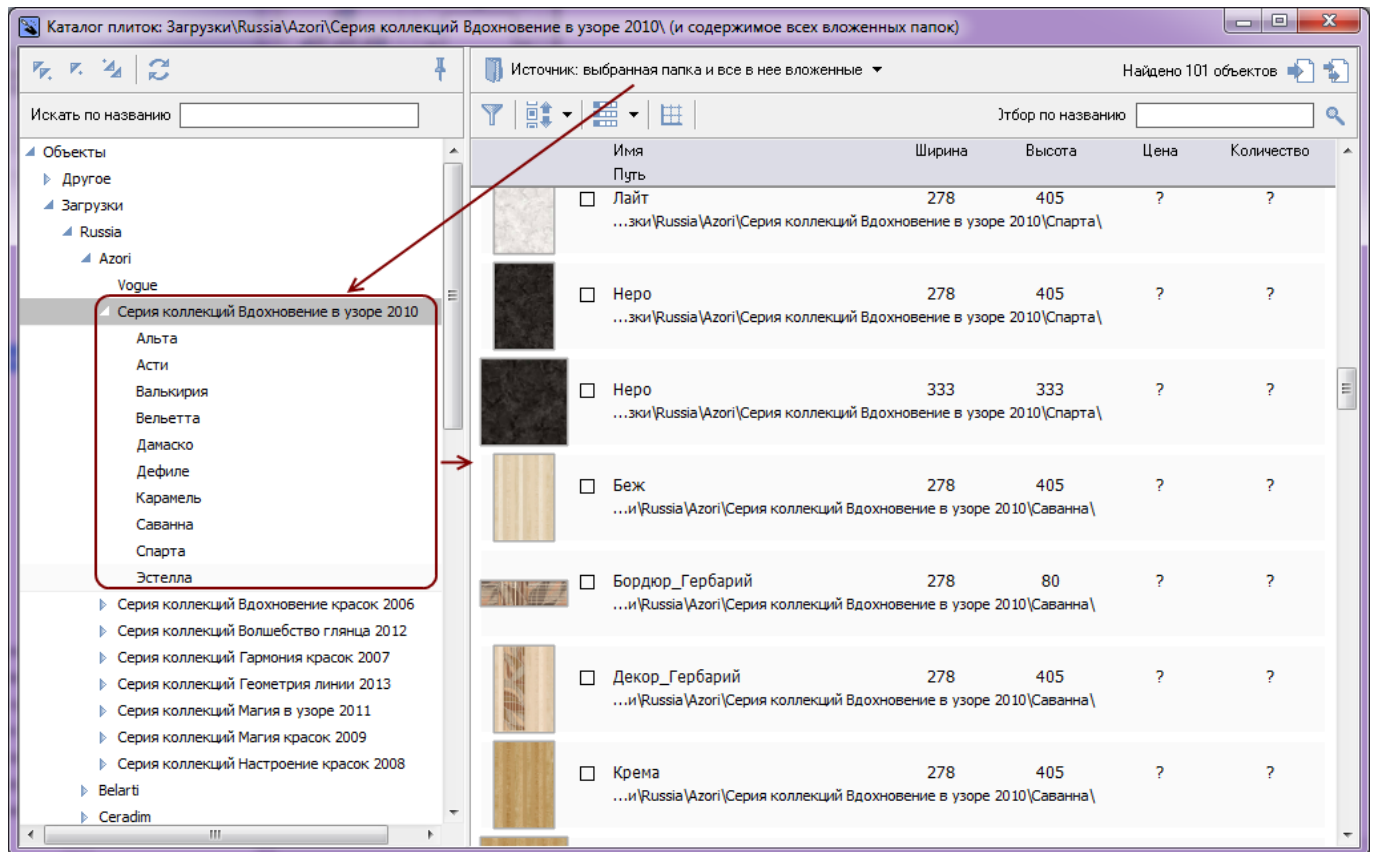 Каталог плиток: Загрузки\Russia\Azori\Серия коллекций Вдохновение в узоре 2010\ (и содержимое всех вложенных папок)
Источник: выбранная папка и все в нее вложенные
Найдено 101 объектов
Искать по названию
Отбор по названию
Объекты
Другое
Загрузки
Russia
Azori
Vogue
Серия коллекций Вдохновение в узоре 2010
Альта
Асти
Валькирия
Вельетта
Дамаско
Дефиле
Карамель
Саванна
Спарта
Эстелла
Серия коллекций Вдохновение красок 2006
Серия коллекций Волшебство глянца 2012
Серия коллекций Гармония красок 2007
Серия коллекций Геометрия линии 2013
Серия коллекций Магия в узоре 2011
Серия коллекций Магия красок 2009
Серия коллекций Настроение красок 2008
Belarti
Ceradim
Имя Ширина Высота Цена Количество
Путь
Лайт 278 405 ? ?
...зки\Russia\Azori\Серия коллекций Вдохновение в узоре 2010\Спарта\
Неро 278 405 ? ?
...зки\Russia\Azori\Серия коллекций Вдохновение в узоре 2010\Спарта\
Неро 333 333 ? ?
...зки\Russia\Azori\Серия коллекций Вдохновение в узоре 2010\Спарта\
Беж 278 405 ? ?
...и\Russia\Azori\Серия коллекций Вдохновение в узоре 2010\Саванна\
Бордюр_Гербарий 278 80 ? ?
...и\Russia\Azori\Серия коллекций Вдохновение в узоре 2010\Саванна\
Декор_Гербарий 278 405 ? ?
...и\Russia\Azori\Серия коллекций Вдохновение в узоре 2010\Саванна\
Крема 278 405 ? ?
...и\Russia\Azori\Серия коллекций Вдохновение в узоре 2010\Саванна\